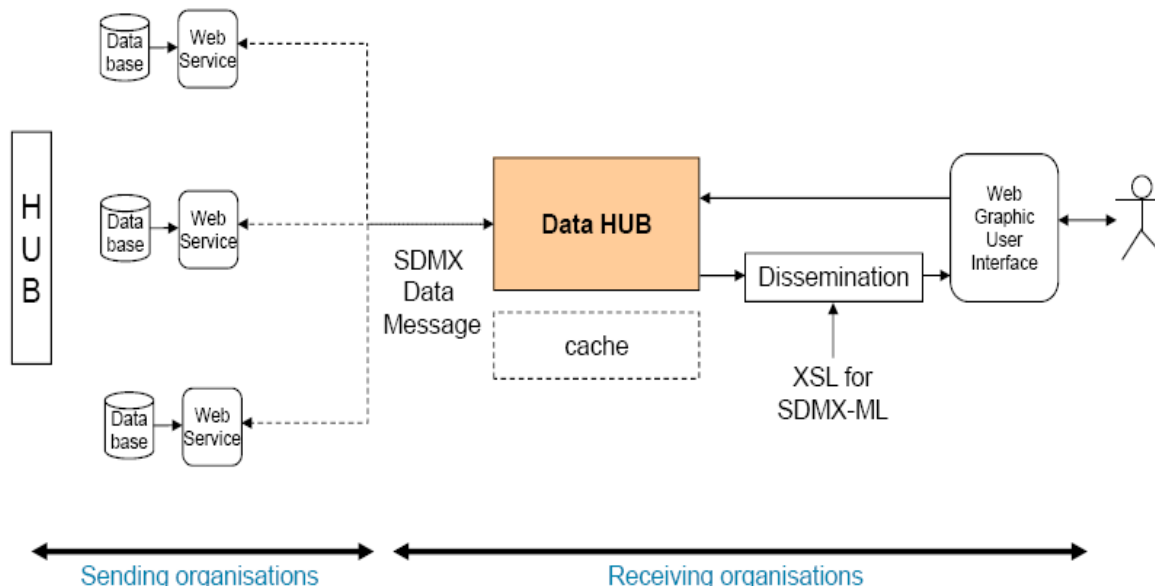 Data
base
Web
Service
H
U
B
Data
base
Web
Service
Data HUB
Web
Graphic
User
Interface
SDMX
Data
Message
Dissemination
cache
XSL for
SDMX-ML
Data
base
Web
Service
Sending organisations
Receiving organisations